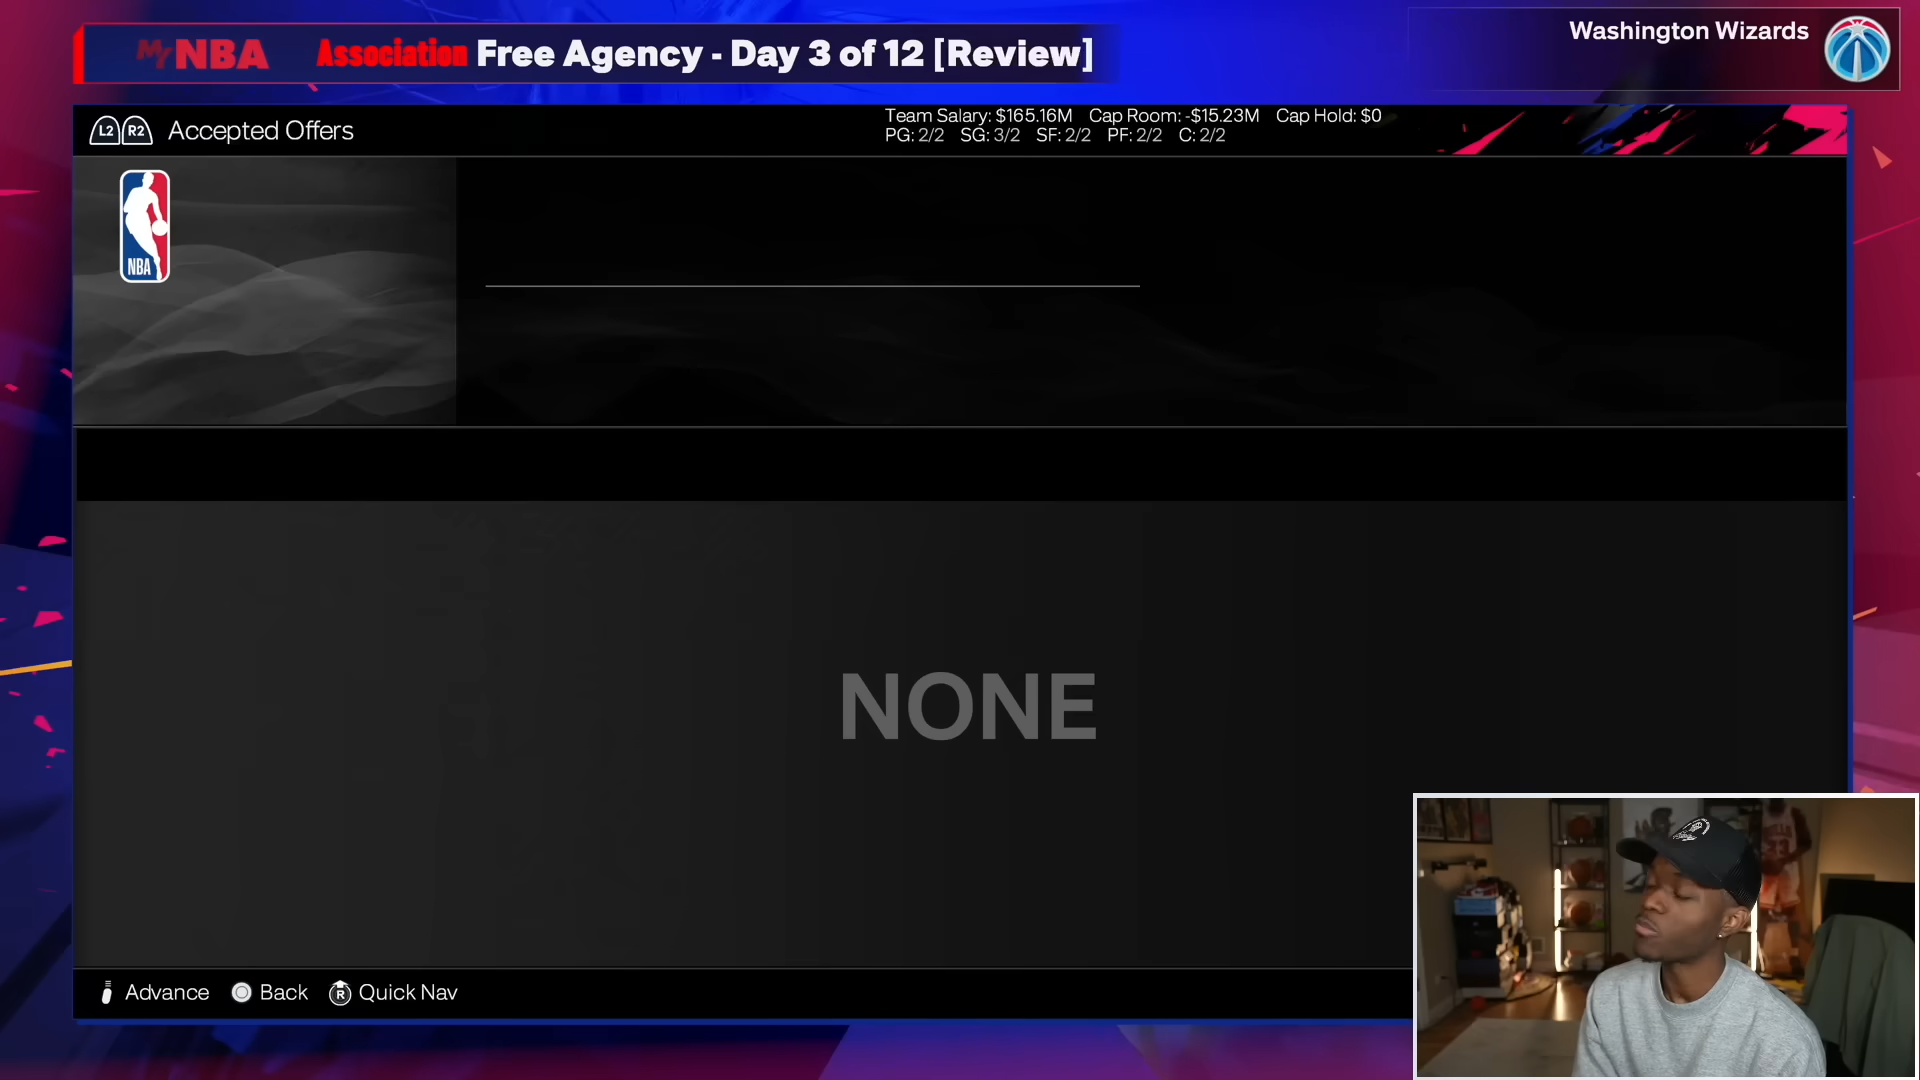 MyNBA Association Free Agency - Day 3 of 12 [Review]
Washington Wizards
L2 R2 Accepted Offers
Team Salary: $165.16M Cap Room: -$15.23M Cap Hold: $0
PG: 2/2 SG: 3/2 SF: 2/2 PF: 2/2 C: 2/2
NBA
NONE
Advance Back R Quick Nav